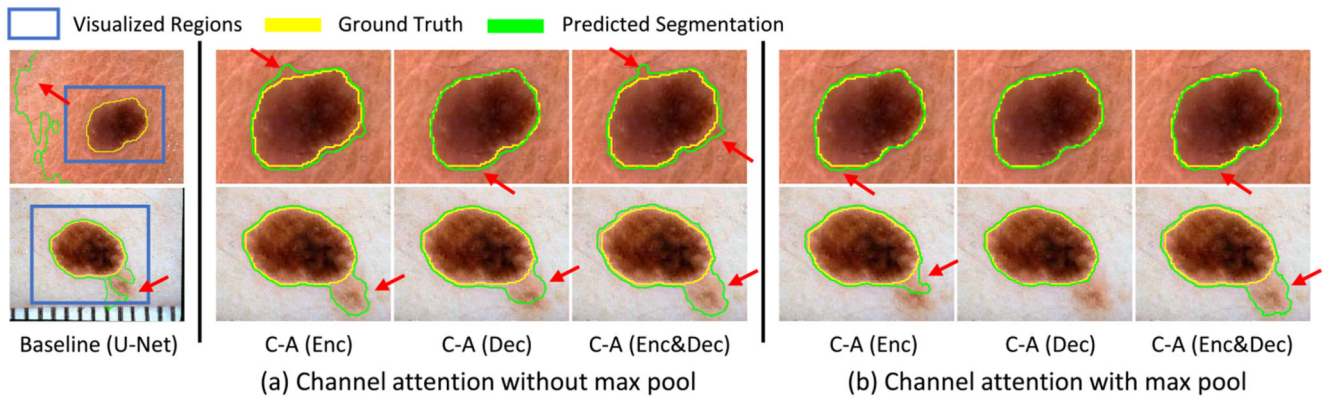 Visualized Regions Ground Truth Predicted Segmentation
Baseline (U-Net) C-A (Enc) C-A (Dec) C-A (Enc&Dec) C-A (Enc) C-A (Dec) C-A (Enc&Dec)
(a) Channel attention without max pool (b) Channel attention with max pool